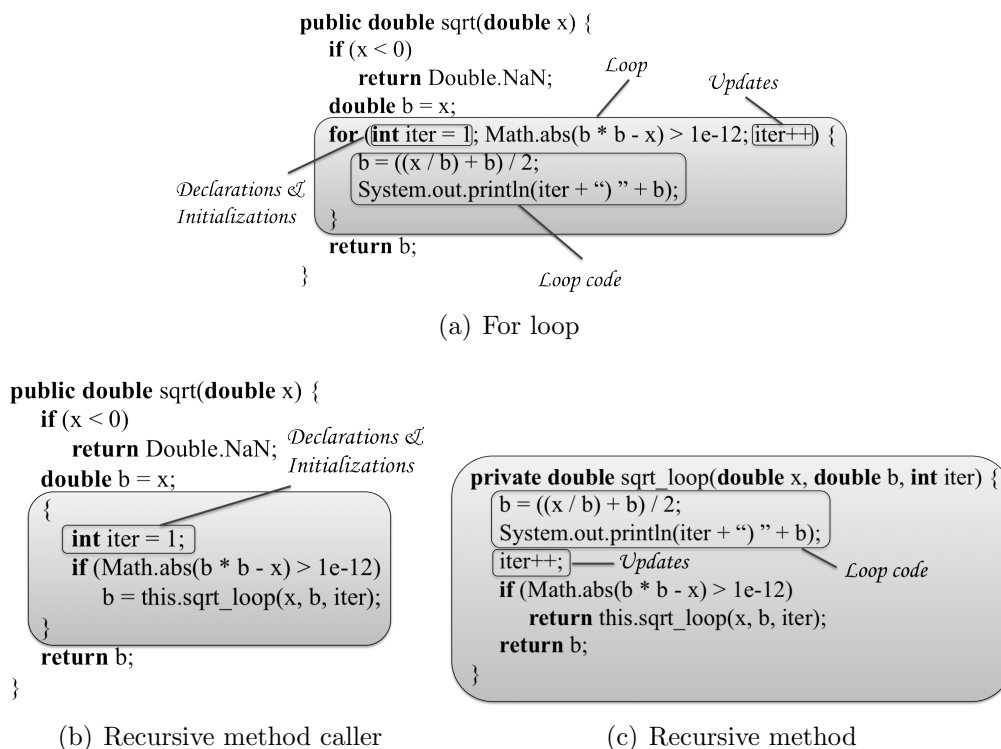 public double sqrt(double x) {
if (x < 0)
return Double.NaN;
Loop
Updates
double b = x;
for (int iter = 1; Math.abs(b * b - x) > 1e-12; iter++) {
b = ((x / b) + b) / 2;
Declarations &
Initializations
System.out.println(iter + “) ” + b);
}
return b;
Loop code
}
(a) For loop
public double sqrt(double x) {
if (x < 0)
return Double.NaN;
Declarations &
Initializations
double b = x;
{
int iter = 1;
if (Math.abs(b * b - x) > 1e-12)
b = this.sqrt_loop(x, b, iter);
}
return b;
}
(b) Recursive method caller
private double sqrt_loop(double x, double b, int iter) {
b = ((x / b) + b) / 2;
System.out.println(iter + “) ” + b);
iter++;
Updates
Loop code
if (Math.abs(b * b - x) > 1e-12)
return this.sqrt_loop(x, b, iter);
return b;
}
(c) Recursive method